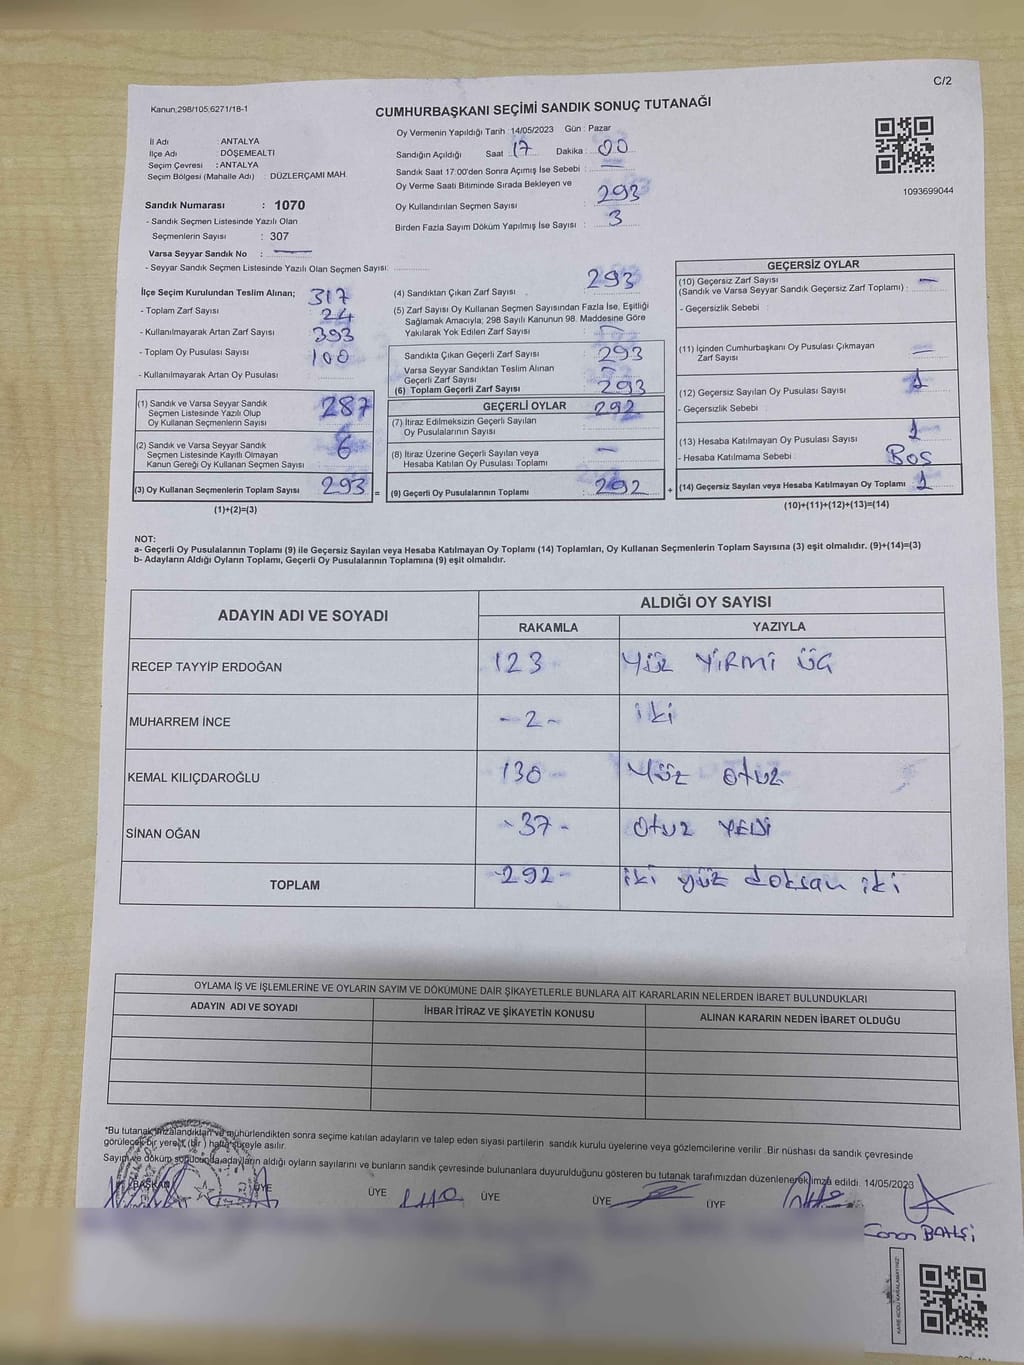 C/2
Kanun;298/105;6271/18-1
CUMHURBAŞKANI SEÇİMİ SANDIK SONUÇ TUTANAĞI
İl Adı : ANTALYA
İlçe Adı : DÖŞEMEALTI
Seçim Çevresi : ANTALYA
Seçim Bölgesi (Mahalle Adı) : DÜZLERÇAMI MAH.
Oy Vermenin Yapıldığı Tarih :14/05/2023 Gün : Pazar
Sandığın Açıldığı Saat 17 Dakika : 00
Sandık Saat 17:00'den Sonra Açımış İse Sebebi : —
Oy Verme Saati Bitiminde Sırada Bekleyen ve
Oy Kullandırılan Seçmen Sayısı : 293
Birden Fazla Sayım Döküm Yapılmış İse Sayısı : 3
1093699044
Sandık Numarası : 1070
- Sandık Seçmen Listesinde Yazılı Olan
Seçmenlerin Sayısı : 307
Varsa Seyyar Sandık No : —
- Seyyar Sandık Seçmen Listesinde Yazılı Olan Seçmen Sayısı:
İlçe Seçim Kurulundan Teslim Alınan;
- Toplam Zarf Sayısı : 317
- Kullanılmayarak Artan Zarf Sayısı : 24
- Toplam Oy Pusulası Sayısı : 393
- Kullanılmayarak Artan Oy Pusulası : 100
(1) Sandık ve Varsa Seyyar Sandık
Seçmen Listesinde Yazılı Olup
Oy Kullanan Seçmenlerin Sayısı : 287
(2) Sandık ve Varsa Seyyar Sandık
Seçmen Listesinde Kayıtlı Olmayan
Kanun Gereği Oy Kullanan Seçmen Sayısı : 6
(3) Oy Kullanan Seçmenlerin Toplam Sayısı 293 =
(1)+(2)=(3)
(4) Sandıktan Çıkan Zarf Sayısı : 293
(5) Zarf Sayısı Oy Kullanan Seçmen Sayısından Fazla İse, Eşitliği
Sağlamak Amacıyla; 298 Sayılı Kanunun 98. Maddesine Göre
Yakılarak Yok Edilen Zarf Sayısı : —
Sandıkta Çıkan Geçerli Zarf Sayısı : 293
Varsa Seyyar Sandıktan Teslim Alınan
Geçerli Zarf Sayısı : —
(6) Toplam Geçerli Zarf Sayısı : 293
GEÇERLİ OYLAR
(7) İtiraz Edilmeksizin Geçerli Sayılan
Oy Pusulalarının Sayısı : 292
(8) İtiraz Üzerine Geçerli Sayılan veya
Hesaba Katılan Oy Pusulası Toplamı : —
(9) Geçerli Oy Pusulalarının Toplamı : 292 +
GEÇERSİZ OYLAR
(10) Geçersiz Zarf Sayısı
(Sandık ve Varsa Seyyar Sandık Geçersiz Zarf Toplamı) : —
- Geçersizlik Sebebi :
(11) İçinden Cumhurbaşkanı Oy Pusulası Çıkmayan
Zarf Sayısı : —
(12) Geçersiz Sayılan Oy Pusulası Sayısı : 1
- Geçersizlik Sebebi :
(13) Hesaba Katılmayan Oy Pusulası Sayısı : 1
- Hesaba Katılmama Sebebi : Boş
(14) Geçersiz Sayılan veya Hesaba Katılmayan Oy Toplamı : 1
(10)+(11)+(12)+(13)=(14)
NOT:
a- Geçerli Oy Pusulalarının Toplamı (9) ile Geçersiz Sayılan veya Hesaba Katılmayan Oy Toplamı (14) Toplamları, Oy Kullanan Seçmenlerin Toplam Sayısına (3) eşit olmalıdır. (9)+(14)=(3)
b- Adayların Aldığı Oyların Toplamı, Geçerli Oy Pusulalarının Toplamına (9) eşit olmalıdır.
ADAYIN ADI VE SOYADI
ALDIĞI OY SAYISI
RAKAMLA YAZIYLA
RECEP TAYYİP ERDOĞAN 123 YÜZ YİRMİ ÜÇ
MUHARREM İNCE - 2 - iki
KEMAL KILIÇDAROĞLU 130 - YÜZ OTUZ
SİNAN OĞAN - 37 - OTUZ YEDİ
TOPLAM - 292 - iki yüz doksan iki
OYLAMA İŞ VE İŞLEMLERİNE VE OYLARIN SAYIM VE DÖKÜMÜNE DAİR ŞİKAYETLERLE BUNLARA AİT KARARLARIN NELERDEN İBARET BULUNDUKLARI
ADAYIN ADI VE SOYADI İHBAR İTİRAZ VE ŞİKAYETİN KONUSU ALINAN KARARIN NEDEN İBARET OLDUĞU
*Bu tutanak imzalandıktan ve mühürlendikten sonra seçime katılan adayların ve talep eden siyasi partilerin sandık kurulu üyelerine veya gözlemcilerine verilir. Bir nüshası da sandık çevresinde
görülecek bir yere (bir) hafta süreyle asılır.
Sayım ve döküm sonucunda adayların aldığı oyların sayılarını ve bunların sandık çevresinde bulunanlara duyurulduğunu gösteren bu tutanak tarafımızdan düzenlenerek imza edildi. 14/05/2023
BAŞKAN ÜYE ÜYE ÜYE ÜYE ÜYE
Canan BAHŞİ